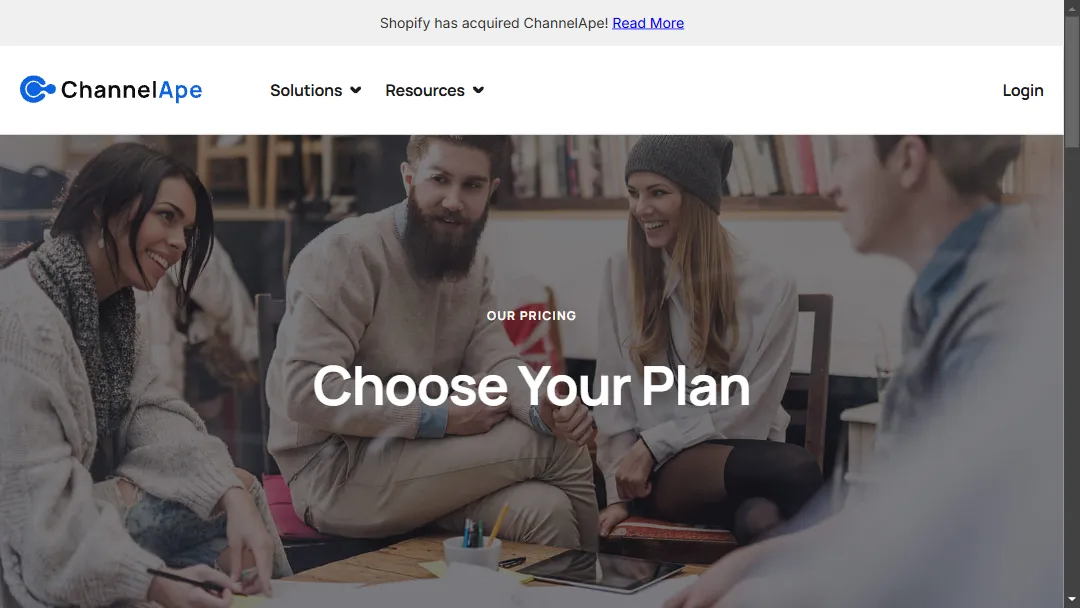 Shopify has acquired ChannelApe! Read More
ChannelApe
Solutions
Resources
Login
OUR PRICING
Choose Your Plan